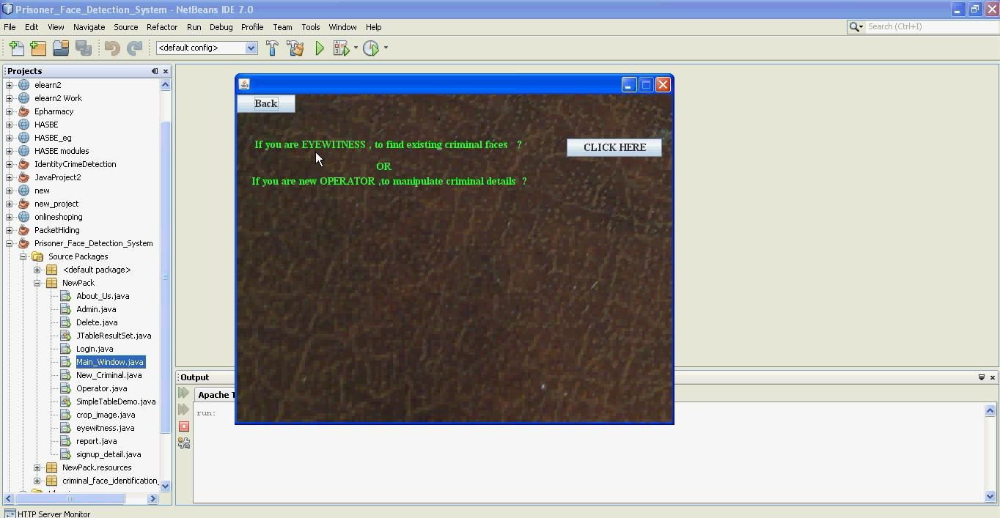 Prisoner_Face_Detection_System - NetBeans IDE 7.0
File Edit View Navigate Source Refactor Run Debug Profile Team Tools Window Help
Search (Ctrl+I)
<default config>
Projects
elearn2
elearn2 Work
Epharmacy
HASBE
HASBE_eg
HASBE modules
IdentityCrimeDetection
JavaProject2
new
new_project
onlineshoping
PacketHiding
Prisoner_Face_Detection_System
Source Packages
<default package>
NewPack
About_Us.java
Admin.java
Delete.java
JTableResultSet.java
Login.java
Main_Window.java
New_Criminal.java
Operator.java
SimpleTableDemo.java
crop_image.java
eyewitness.java
report.java
signup_detail.java
NewPack.resources
criminal_face_identification_
Back
If you are EYEWITNESS , to find existing criminal faces ?
CLICK HERE
OR
If you are new OPERATOR ,to manipulate criminal details ?
Output
Apache T
run:
HTTP Server Monitor